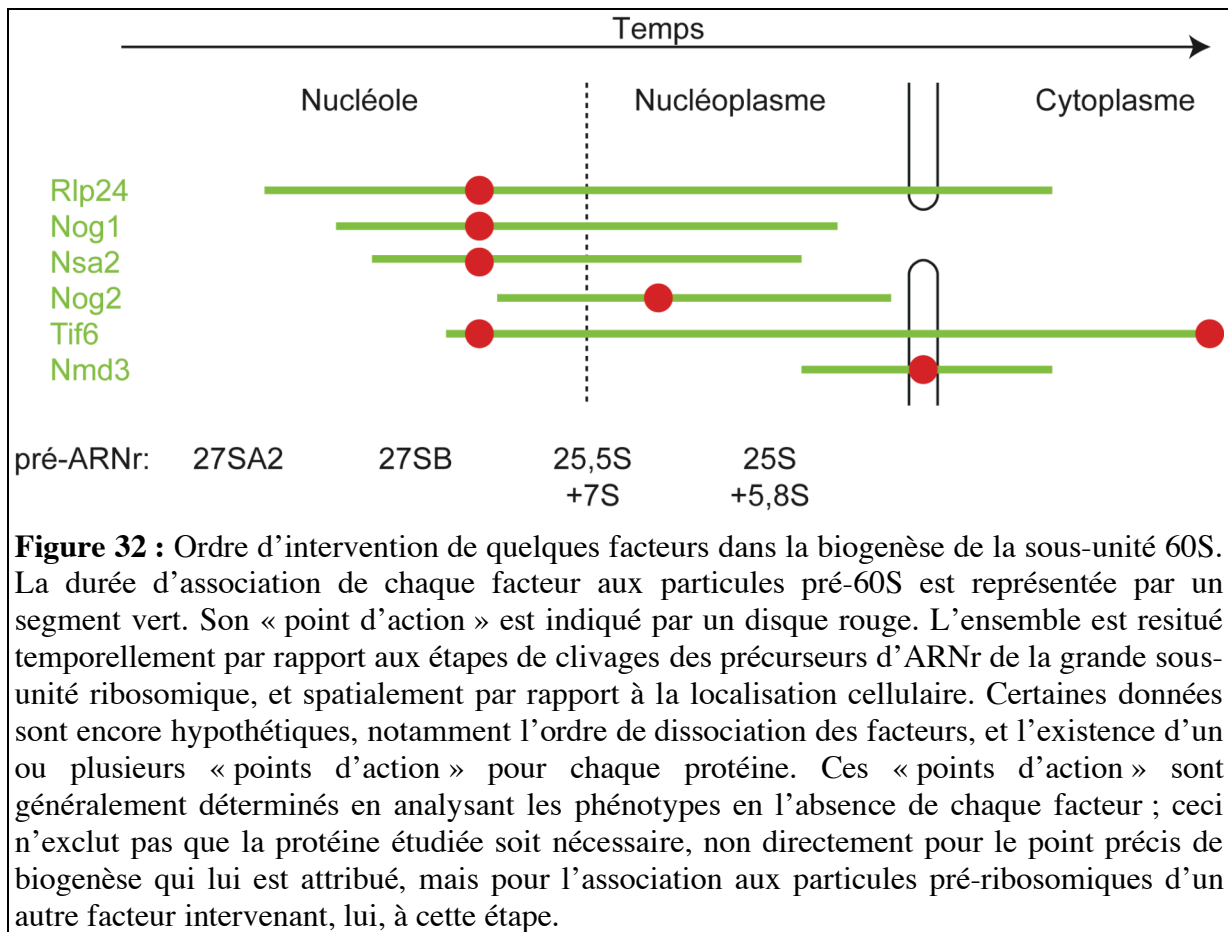 Temps
Nucléole Nucléoplasme Cytoplasme
Rlp24
Nog1
Nsa2
Nog2
Tif6
Nmd3
pré-ARNr: 27SA2 27SB 25,5S 25S
+7S +5,8S
Figure 32 : Ordre d’intervention de quelques facteurs dans la biogenèse de la sous-unité 60S.
La durée d’association de chaque facteur aux particules pré-60S est représentée par un
segment vert. Son « point d’action » est indiqué par un disque rouge. L’ensemble est resitué
temporellement par rapport aux étapes de clivages des précurseurs d’ARNr de la grande sous-
unité ribosomique, et spatialement par rapport à la localisation cellulaire. Certaines données
sont encore hypothétiques, notamment l’ordre de dissociation des facteurs, et l’existence d’un
ou plusieurs « points d’action » pour chaque protéine. Ces « points d’action » sont
généralement déterminés en analysant les phénotypes en l’absence de chaque facteur ; ceci
n’exclut pas que la protéine étudiée soit nécessaire, non directement pour le point précis de
biogenèse qui lui est attribué, mais pour l’association aux particules pré-ribosomiques d’un
autre facteur intervenant, lui, à cette étape.